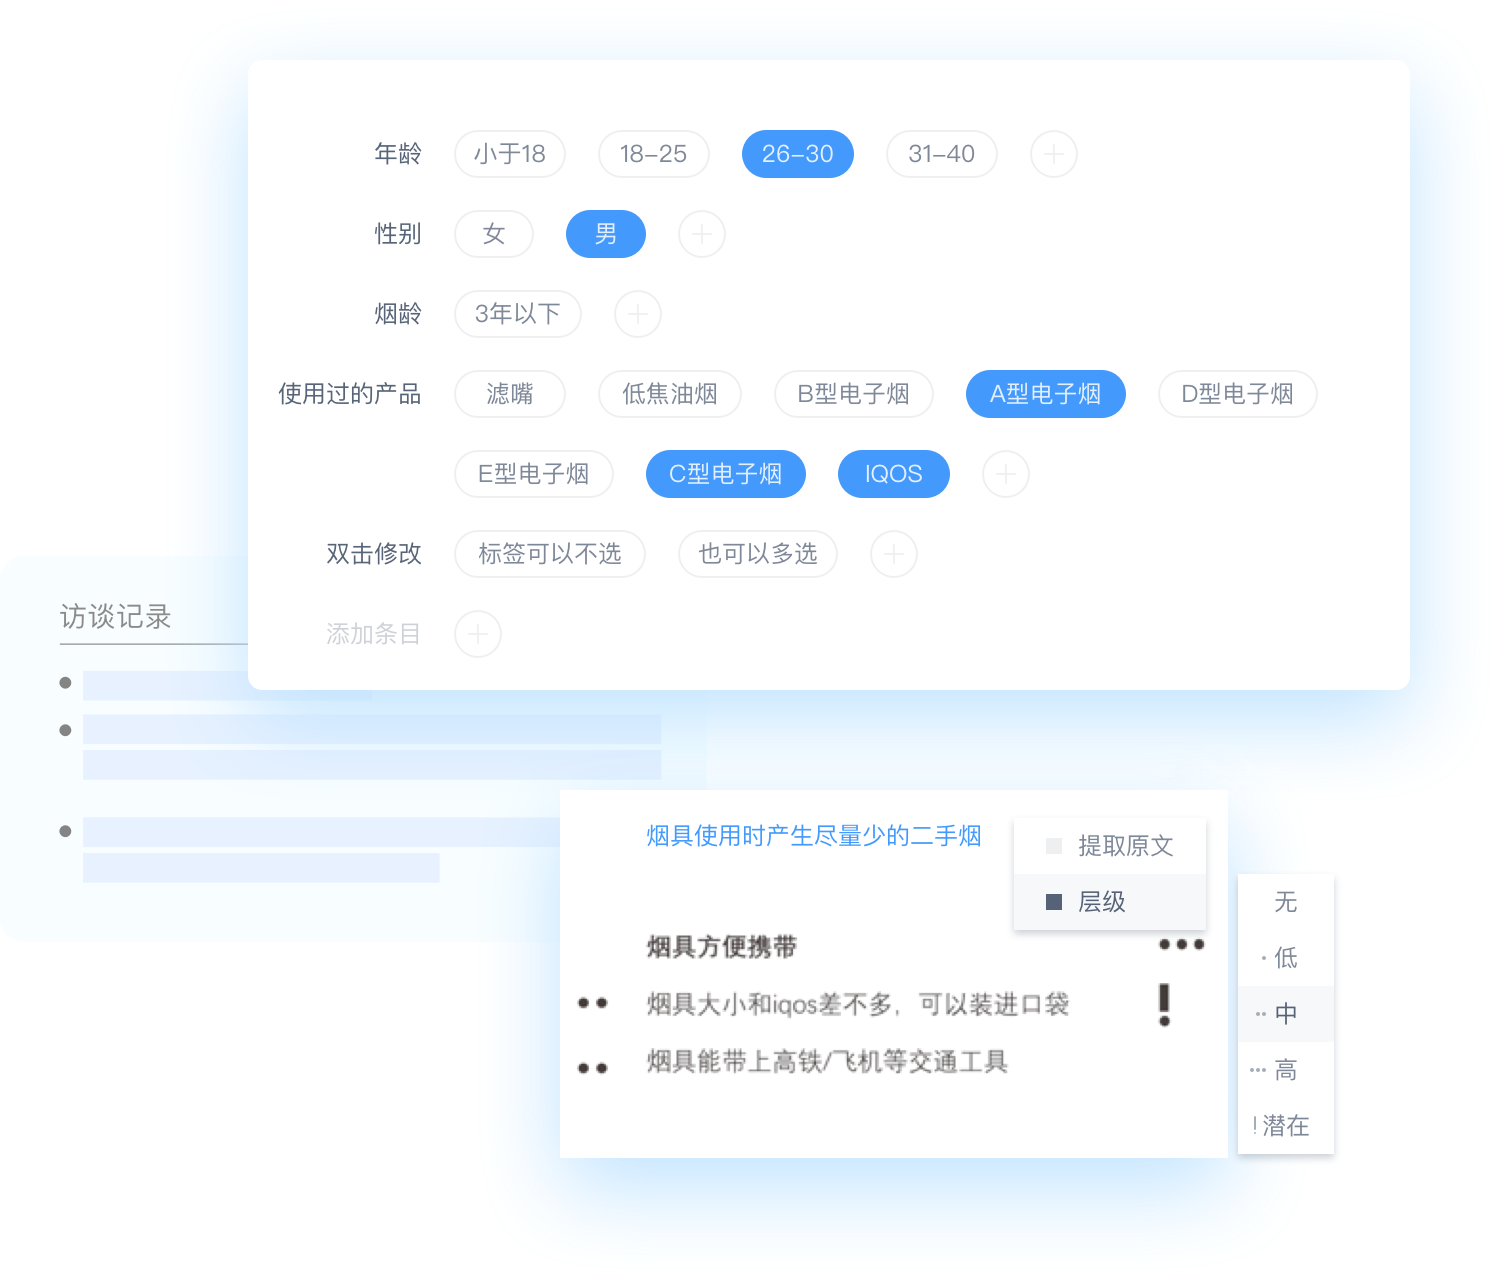 年龄 小于18 18-25 26-30 31-40
性别 女 男
烟龄 3年以下
使用过的产品 滤嘴 低焦油烟 B型电子烟 A型电子烟 D型电子烟
E型电子烟 C型电子烟 IQOS
双击修改 标签可以不选 也可以多选
添加条目
访谈记录
烟具使用时产生尽量少的二手烟
提取原文
层级
烟具方便携带
烟具大小和iqos差不多，可以装进口袋
烟具能带上高铁/飞机等交通工具
无
低
中
高
!潜在